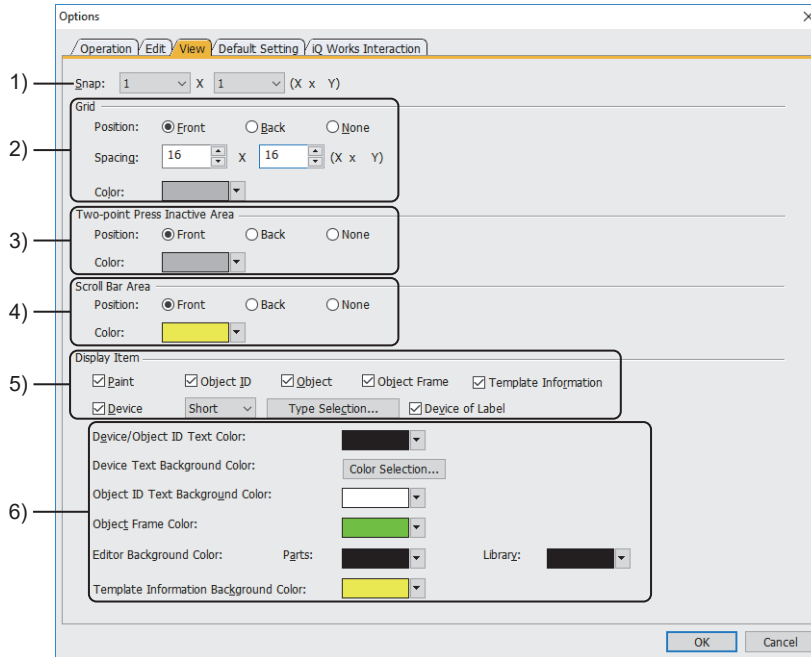 Options
Operation Edit View Default Setting iQ Works Interaction
1) Snap: 1 X 1 (X x Y)
Grid
2) Position: Front Back None
Spacing: 16 X 16 (X x Y)
Color:
Two-point Press Inactive Area
3) Position: Front Back None
Color:
Scroll Bar Area
4) Position: Front Back None
Color:
Display Item
5) Paint Object ID Object Object Frame Template Information
Device Short Type Selection... Device of Label
6) Device/Object ID Text Color:
Device Text Background Color: Color Selection...
Object ID Text Background Color:
Object Frame Color:
Editor Background Color: Parts: Library:
Template Information Background Color:
OK Cancel